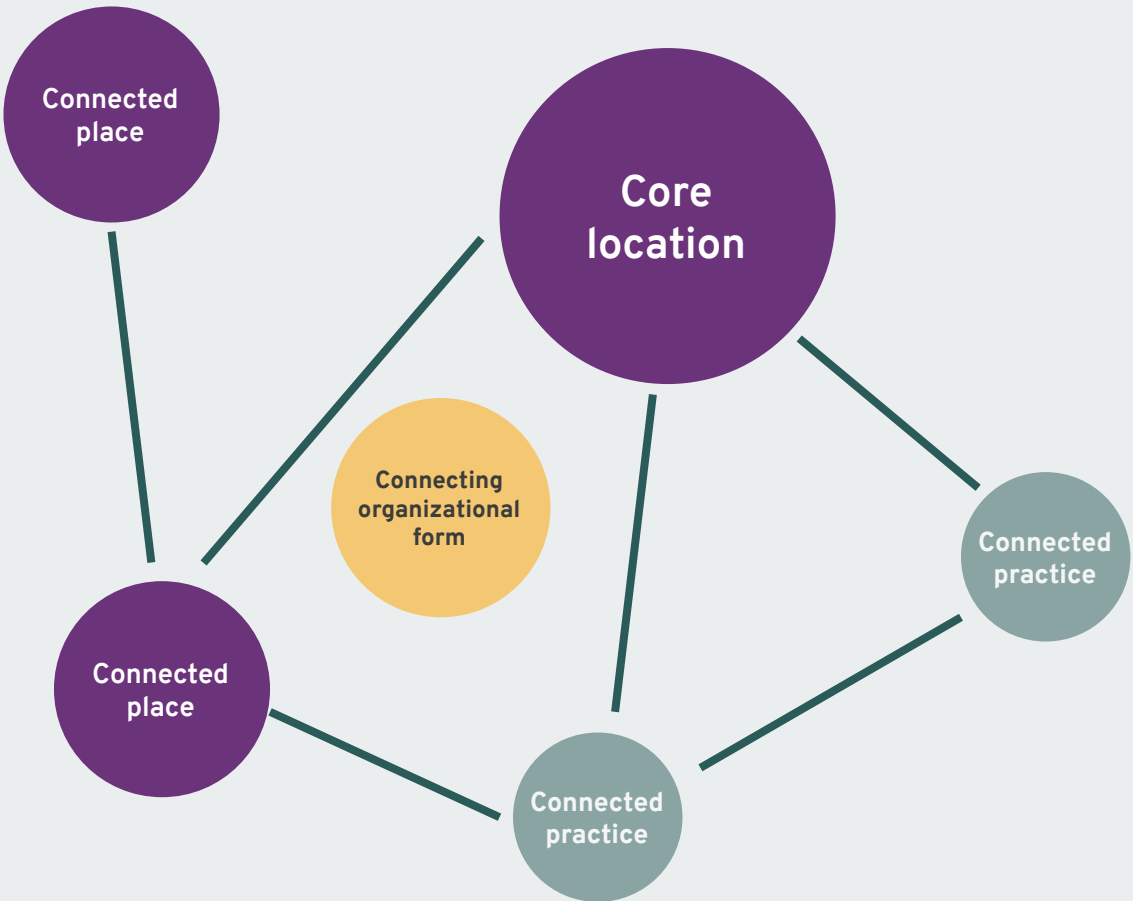 Connected
place
Core
location
Connecting
organizational
form
Connected
practice
Connected
place
Connected
practice